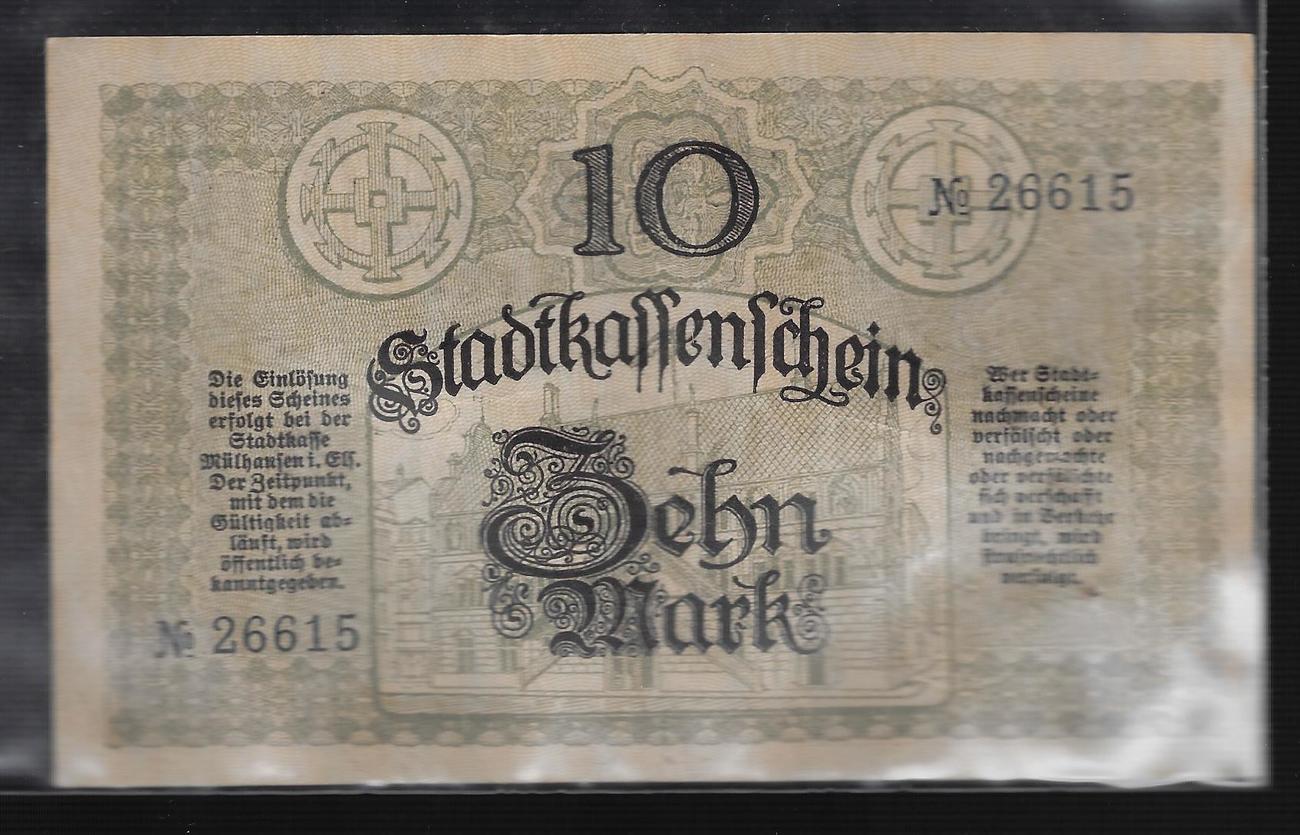 10
№ 26615
Stadtkassenschein
Die Einlösung
dieses Scheines
erfolgt bei der
Stadtkasse
Mülhausen i. Els.
Der Zeitpunkt,
mit dem die
Gültigkeit ab-
läuft, wird
öffentlich be-
kanntgegeben.
Zehn
Mark
Wer Stadt-
kassenscheine
nachmacht oder
verfälscht oder
nachgemachte
oder verfälschte
sich verschafft
und in Verkehr
bringt, wird
strafrechtlich
verfolgt.
№ 26615